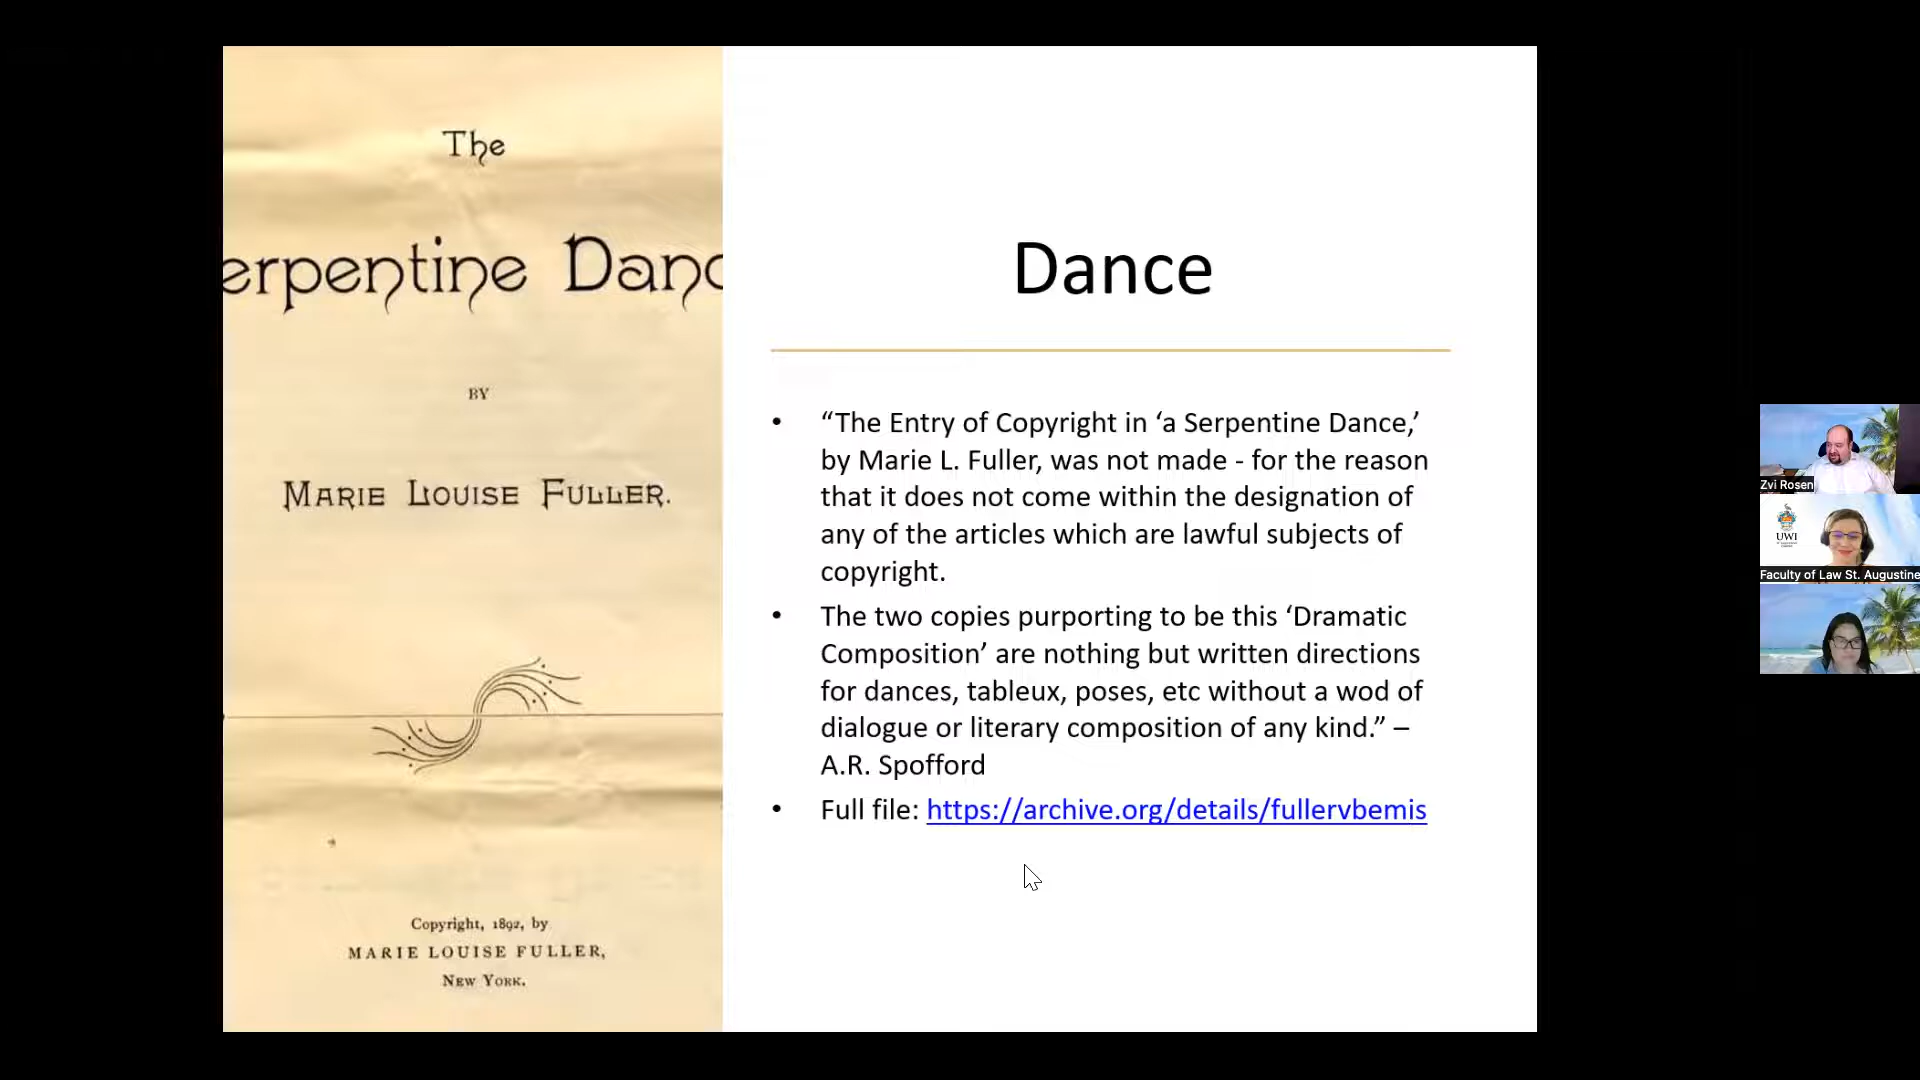 The
erpentine Danc
BY
MARIE LOUISE FULLER.
Copyright, 1892, by
MARIE LOUISE FULLER,
NEW YORK.
Dance
• “The Entry of Copyright in ‘a Serpentine Dance,’
by Marie L. Fuller, was not made - for the reason
that it does not come within the designation of
any of the articles which are lawful subjects of
copyright.
• The two copies purporting to be this ‘Dramatic
Composition’ are nothing but written directions
for dances, tableux, poses, etc without a wod of
dialogue or literary composition of any kind.” –
A.R. Spofford
• Full file: https://archive.org/details/fullervbemis
Zvi Rosen
UWI
Faculty of Law St. Augustine